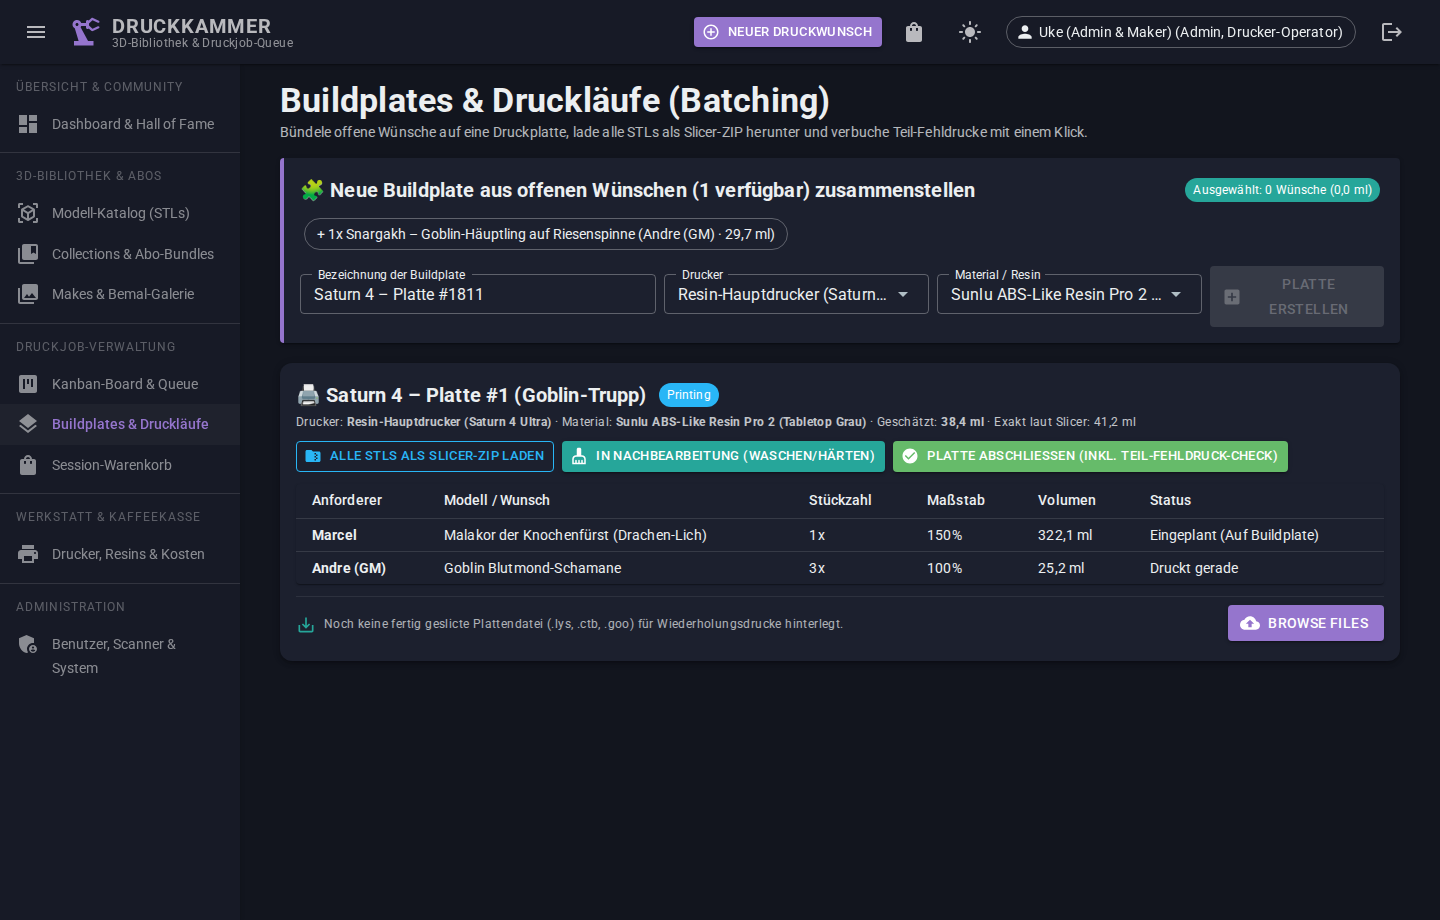 DRUCKKAMMER
3D-Bibliothek & Druckjob-Queue
NEUER DRUCKWUNSCH
Uke (Admin & Maker) (Admin, Drucker-Operator)
ÜBERSICHT & COMMUNITY
Dashboard & Hall of Fame
3D-BIBLIOTHEK & ABOS
Modell-Katalog (STLs)
Collections & Abo-Bundles
Makes & Bemal-Galerie
DRUCKJOB-VERWALTUNG
Kanban-Board & Queue
Buildplates & Druckläufe
Session-Warenkorb
WERKSTATT & KAFFEEKASSE
Drucker, Resins & Kosten
ADMINISTRATION
Benutzer, Scanner &
System
Buildplates & Druckläufe (Batching)
Bündele offene Wünsche auf eine Druckplatte, lade alle STLs als Slicer-ZIP herunter und verbuche Teil-Fehldrucke mit einem Klick.
Neue Buildplate aus offenen Wünschen (1 verfügbar) zusammenstellen
Ausgewählt: 0 Wünsche (0,0 ml)
+ 1x Snargakh – Goblin-Häuptling auf Riesenspinne (Andre (GM) · 29,7 ml)
Bezeichnung der Buildplate
Saturn 4 – Platte #1811
Drucker
Resin-Hauptdrucker (Saturn...
Material / Resin
Sunlu ABS-Like Resin Pro 2 ...
PLATTE
ERSTELLEN
Saturn 4 – Platte #1 (Goblin-Trupp)
Printing
Drucker: Resin-Hauptdrucker (Saturn 4 Ultra) · Material: Sunlu ABS-Like Resin Pro 2 (Tabletop Grau) · Geschätzt: 38,4 ml · Exakt laut Slicer: 41,2 ml
ALLE STLS ALS SLICER-ZIP LADEN
IN NACHBEARBEITUNG (WASCHEN/HÄRTEN)
PLATTE ABSCHLIESSEN (INKL. TEIL-FEHLDRUCK-CHECK)
Anforderer Modell / Wunsch Stückzahl Maßstab Volumen Status
Marcel Malakor der Knochenfürst (Drachen-Lich) 1x 150% 322,1 ml Eingeplant (Auf Buildplate)
Andre (GM) Goblin Blutmond-Schamane 3x 100% 25,2 ml Druckt gerade
Noch keine fertig geslicte Plattendatei (.lys, .ctb, .goo) für Wiederholungsdrucke hinterlegt.
BROWSE FILES